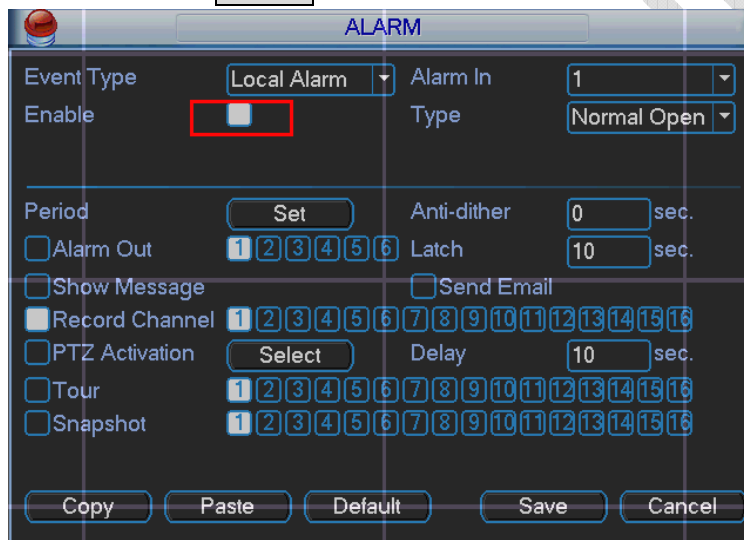 ALARM
Event Type Local Alarm Alarm In 1
Enable Type Normal Open
Period Set Anti-dither 0 sec.
Alarm Out 1 2 3 4 5 6 Latch 10 sec.
Show Message Send Email
Record Channel 1 2 3 4 5 6 7 8 9 10 11 12 13 14 15 16
PTZ Activation Select Delay 10 sec.
Tour 1 2 3 4 5 6 7 8 9 10 11 12 13 14 15 16
Snapshot 1 2 3 4 5 6 7 8 9 10 11 12 13 14 15 16
Copy Paste Default Save Cancel